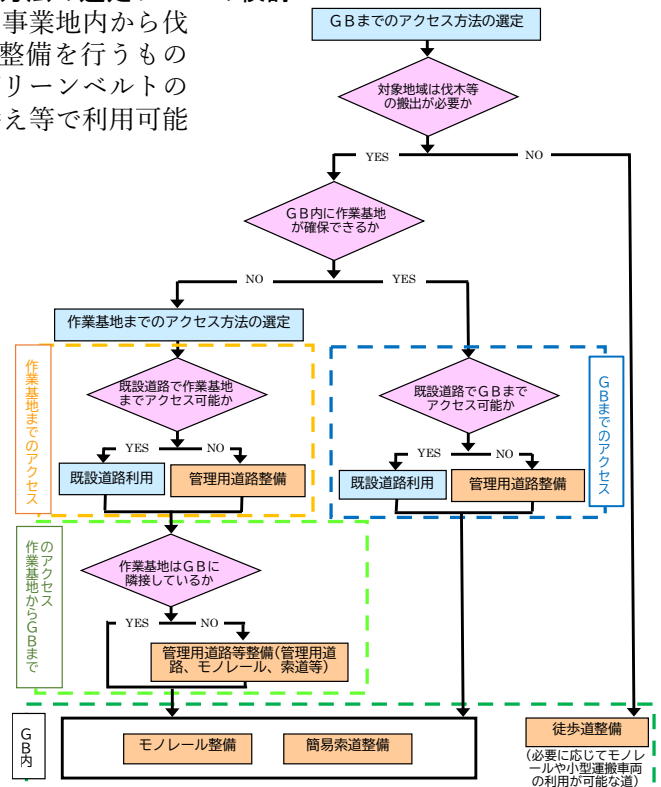 事業地内から伐
整備を行うもの
リーンベルトの
え等で利用可能
GBまでのアクセス方法の選定
対象地域は伐木等
の搬出が必要か
YES
NO
GB内に作業基地
が確保できるか
NO
YES
作業基地までのアクセス方法の選定
作業基地までのアクセス
既設道路で作業基地
までアクセス可能か
YES
NO
既設道路利用
管理用道路整備
既設道路でGBまで
アクセス可能か
YES
NO
既設道路利用
管理用道路整備
GBまでのアクセス
作業基地からGBまで
のアクセス
作業基地はGBに
隣接しているか
YES
NO
管理用道路等整備(管理用道
路、モノレール、索道等)
GB内
モノレール整備
簡易索道整備
徒歩道整備
(必要に応じてモノレ
ールや小型運搬車両
の利用が可能な道)